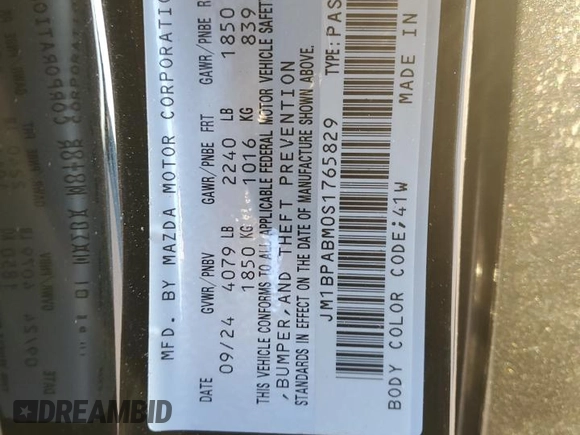 MFD. BY MAZDA MOTOR CORPORATION
DATE GVWR/PNBV GAWR/PNBE FRT GAWR/PNBE R
09/24 4079 LB 2240 LB 1850
1850 KG 1016 KG 839
THIS VEHICLE CONFORMS TO ALL APPLICABLE FEDERAL MOTOR VEHICLE SAFET
,BUMPER,AND THEFT PREVENTION
STANDARDS IN EFFECT ON THE DATE OF MANUFACTURE SHOWN ABOVE.
JM1BPABM0S1765829 TYPE:PAS
BODY COLOR CODE;41W MADE IN
DREAMBID